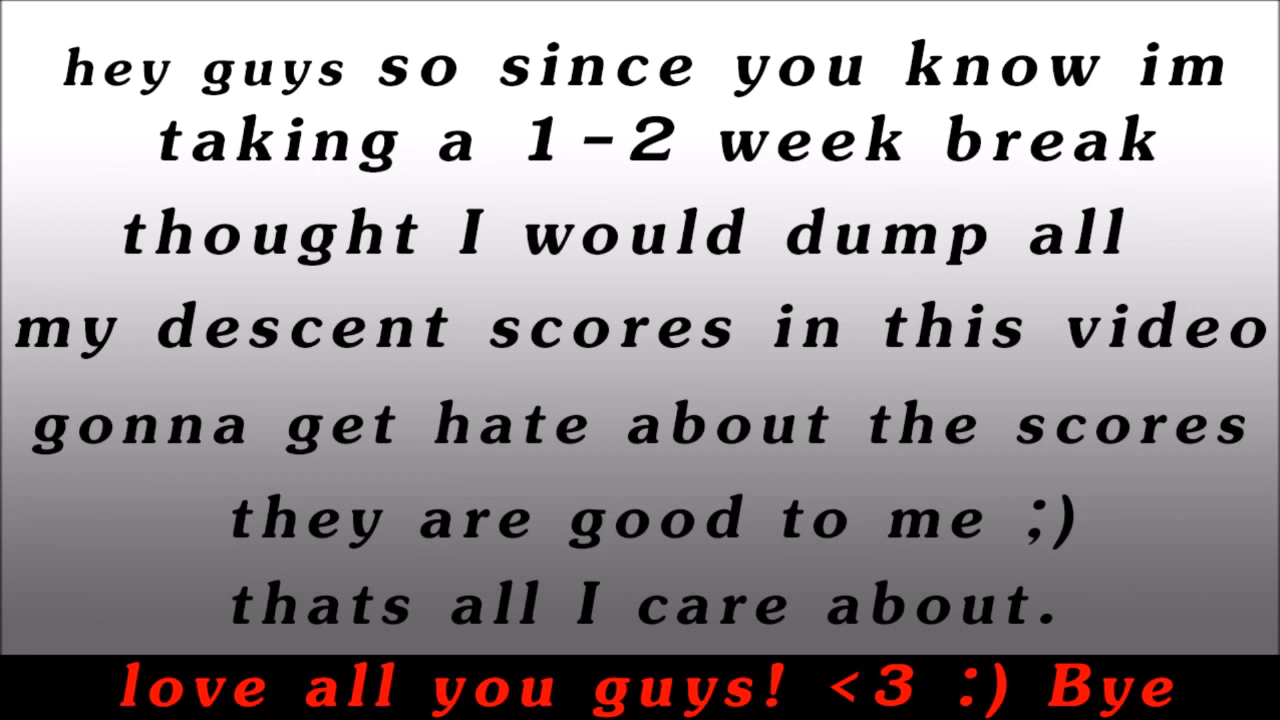 hey guys so since you know im
taking a 1-2 week break
thought I would dump all
my descent scores in this video
gonna get hate about the scores
they are good to me ;)
thats all I care about.
love all you guys! <3 :) Bye